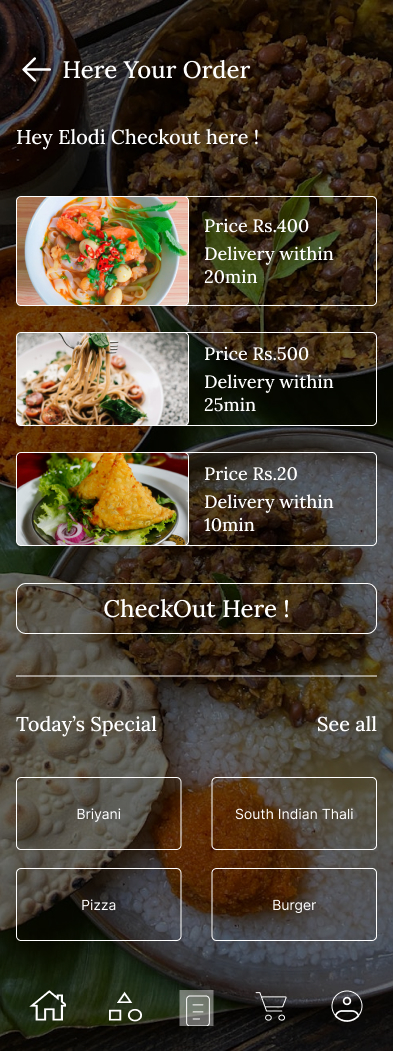 Here Your Order
Hey Elodi Checkout here !
Price Rs.400
Delivery within
20min
Price Rs.500
Delivery within
25min
Price Rs.20
Delivery within
10min
CheckOut Here !
Today's Special
See all
Briyani
South Indian Thali
Pizza
Burger